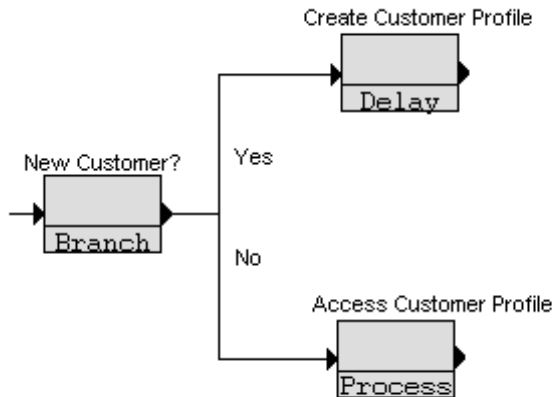 Create Customer Profile
Delay
New Customer?
Yes
Branch
No
Access Customer Profile
Process